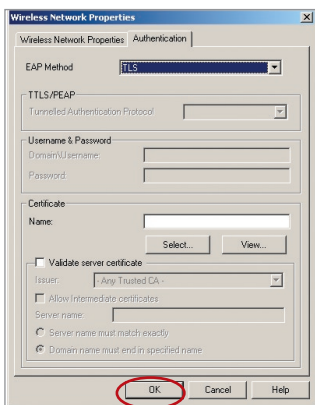 Wireless Network Properties
Wireless Network Properties Authentication
EAP Method TLS
TTLS/PEAP
Tunnelled Authentication Protocol
Username & Password
Domain\Username:
Password:
Certificate
Name:
Select... View...
Validate server certificate
Issuer: - Any Trusted CA -
Allow Intermediate certificates
Server name:
Server name must match exactly
Domain name must end in specified name
OK Cancel Help